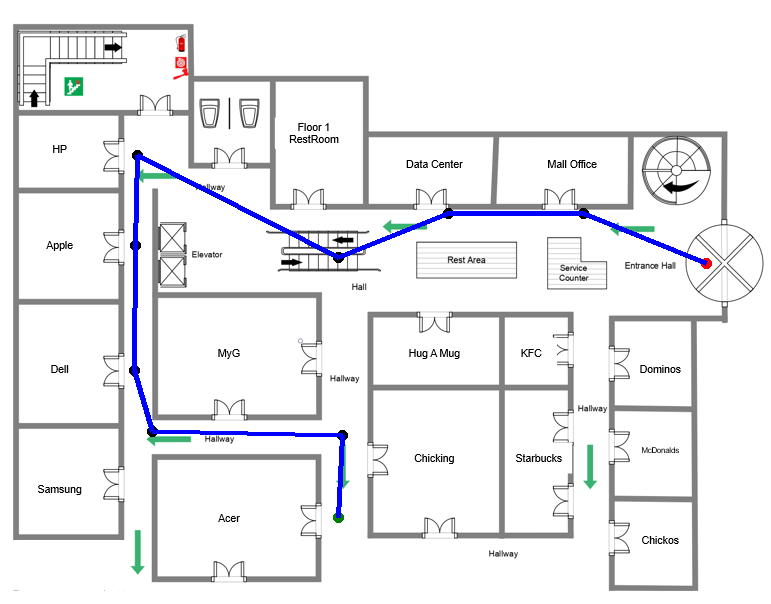 HP
Floor 1
RestRoom
Data Center
Mall Office
Hallway
Apple
Elevator
Rest Area
Service
Counter
Entrance Hall
Hall
MyG
Hug A Mug
KFC
Dell
Dominos
Hallway
Hallway
Hallway
McDonalds
Chicking
Starbucks
Samsung
Acer
Chickos
Hallway